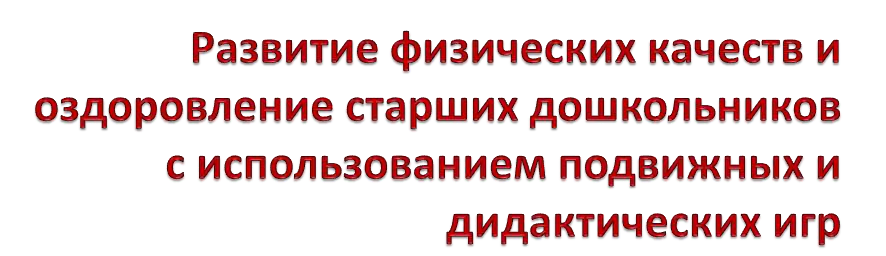 Развитие физических качеств и
оздоровление старших дошкольников
с использованием подвижных и
дидактических игр